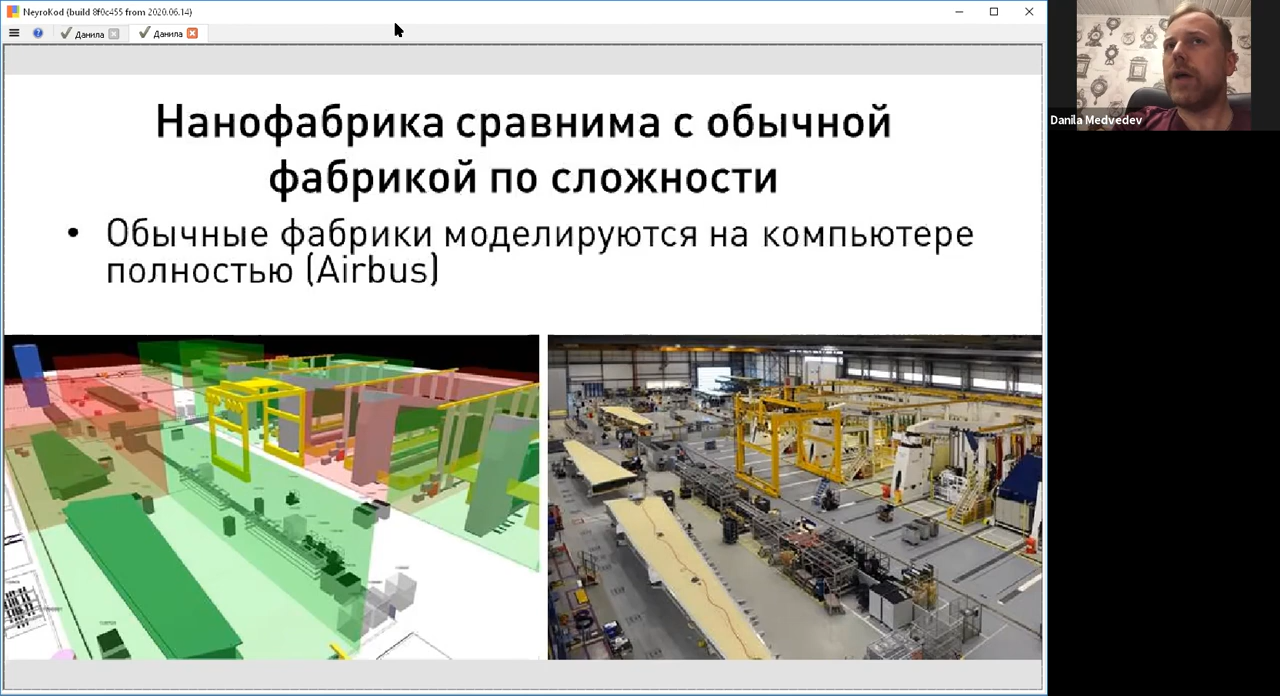 NeyroKod (build 8f0c455 from 2020.06.14)
Данила
Данила
Нанофабрика сравнима с обычной
фабрикой по сложности
• Обычные фабрики моделируются на компьютере
полностью (Airbus)
Danila Medvedev